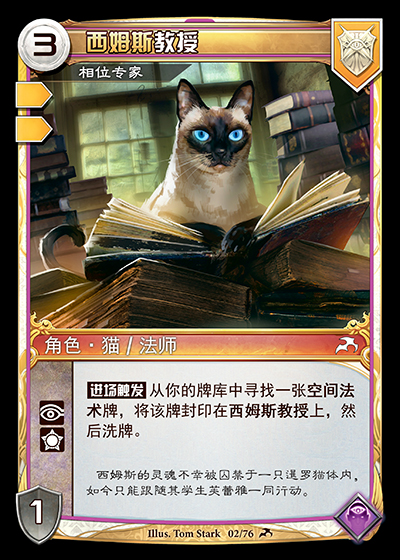 3
西姆斯教授
相位专家
角色·猫 / 法师
进场触发 从你的牌库中寻找一张空间法
术牌，将该牌封印在西姆斯教授上，然
后洗牌。
西姆斯的灵魂不幸被囚禁于一只暹罗猫体内，
如今只能跟随其学生芙蕾雅一同行动。
1
Illus. Tom Stark 02/76